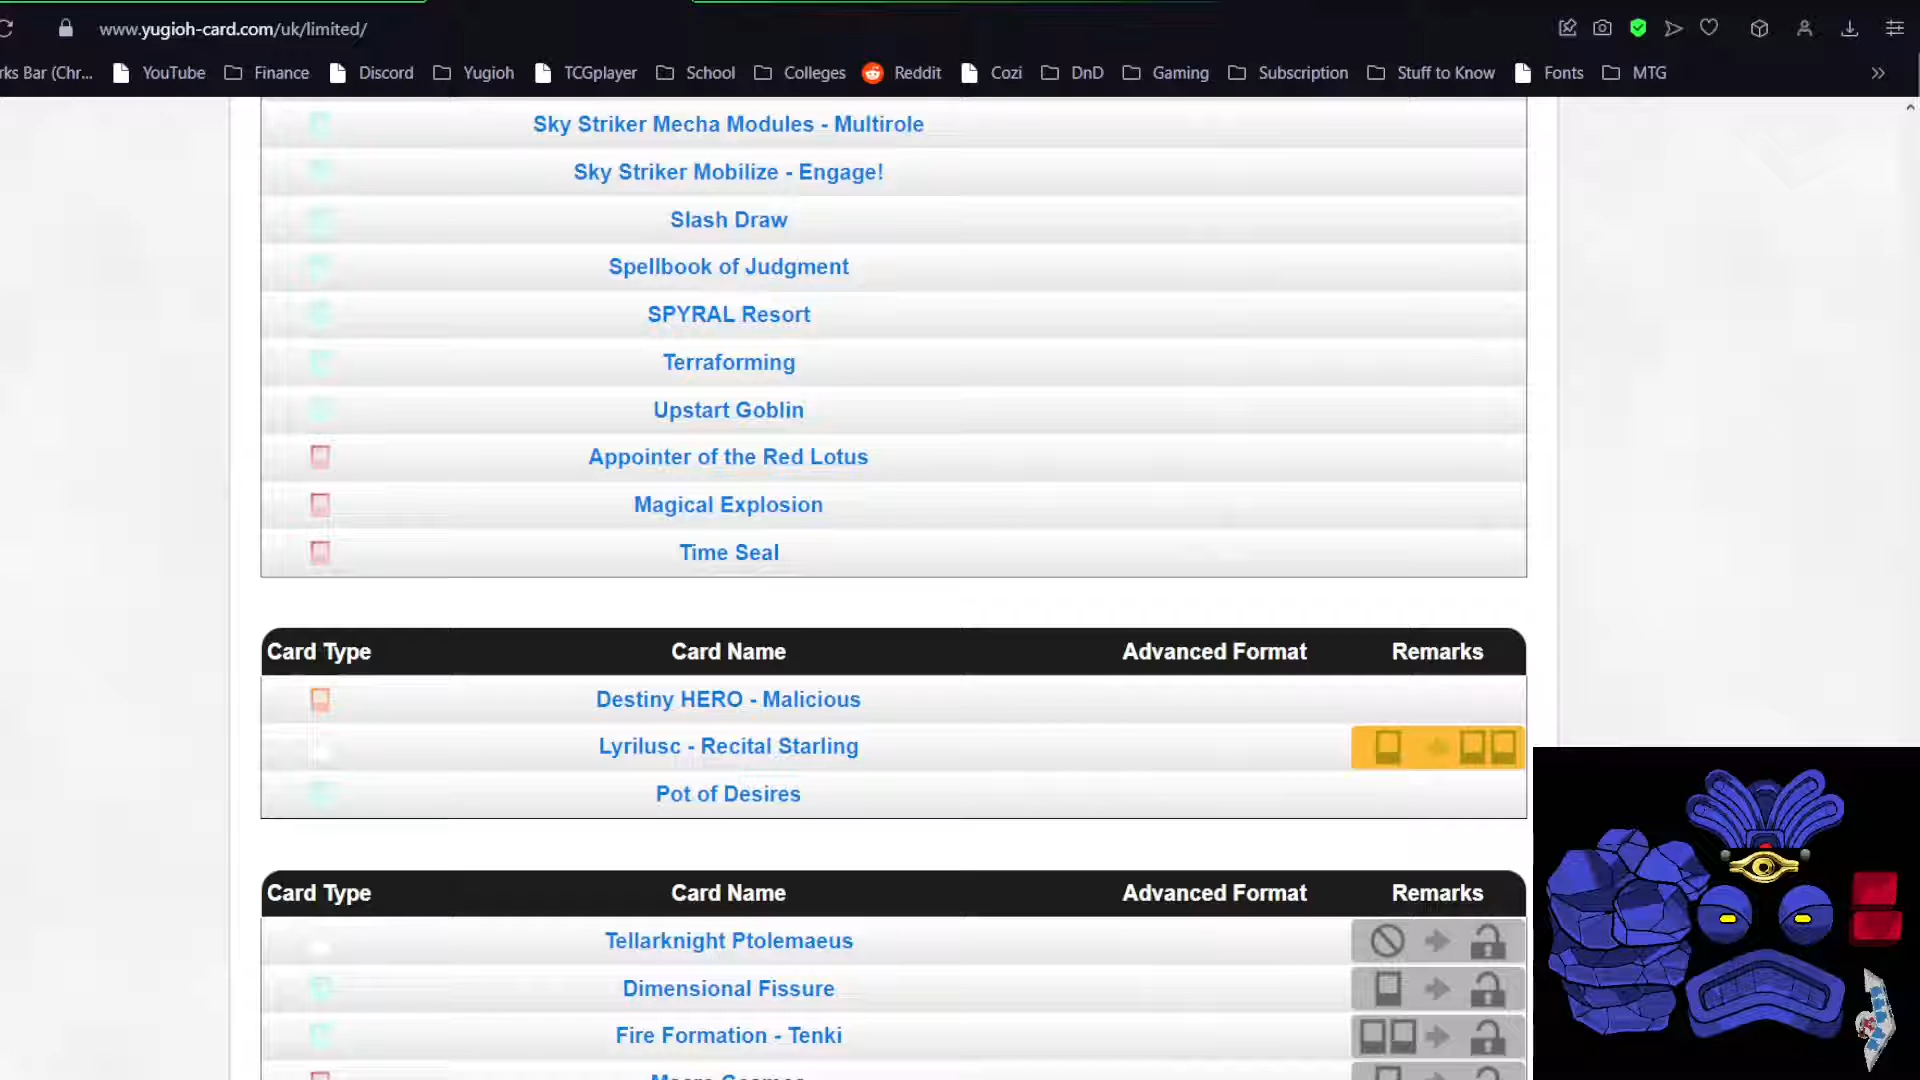 www.yugioh-card.com/uk/limited/
rks Bar (Chr... YouTube Finance Discord Yugioh TCGplayer School Colleges Reddit Cozi DnD Gaming Subscription Stuff to Know Fonts MTG
Sky Striker Mecha Modules - Multirole
Sky Striker Mobilize - Engage!
Slash Draw
Spellbook of Judgment
SPYRAL Resort
Terraforming
Upstart Goblin
Appointer of the Red Lotus
Magical Explosion
Time Seal
Card Type Card Name Advanced Format Remarks
Destiny HERO - Malicious
Lyrilusc - Recital Starling
Pot of Desires
Card Type Card Name Advanced Format Remarks
Tellarknight Ptolemaeus
Dimensional Fissure
Fire Formation - Tenki